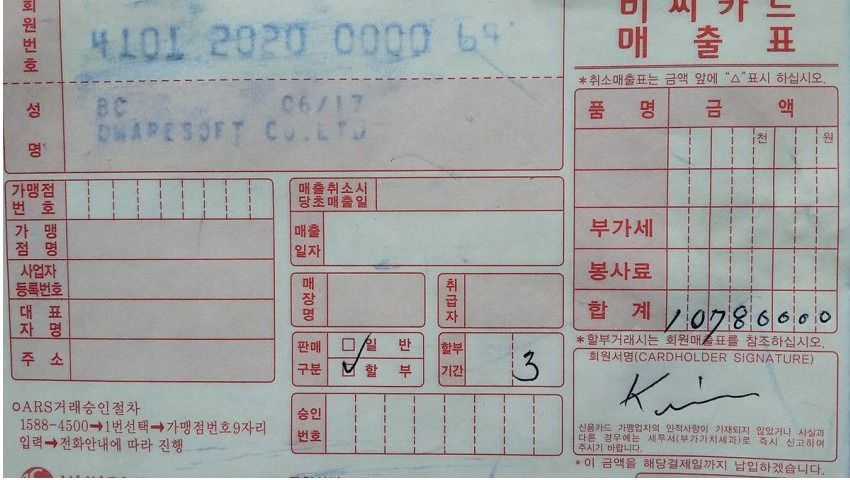 회원번호
성 명
BC 06/17
비씨카드
매 출 표
*취소매출표는 금액 앞에 "△"표시 하십시오.
품 명 금 액
천 원
부가세
봉사료
합 계 10786000
*할부거래시는 회원매출표를 참조하십시오.
회원서명(CARDHOLDER SIGNATURE)
신용카드 가맹업자의 인적사항이 기재되지 않았거나 사실과
다른 경우에는 세무서(부가가치세과)로 즉시 신고하여
주시기 바랍니다.
*이 금액을 해당결제일까지 납입하겠습니다.
가맹점
번 호
가 맹
점 명
사업자
등록번호
대 표
자 명
주 소
매출취소시
당초매출일
매출
일자
매장명
취급자
판매 □일 반
구분 □할 부
할부
기간 3
승인
번호
○ARS거래승인절차
1588-4500➞1번선택➞가맹점번호9자리
입력➞전화안내에 따라 진행